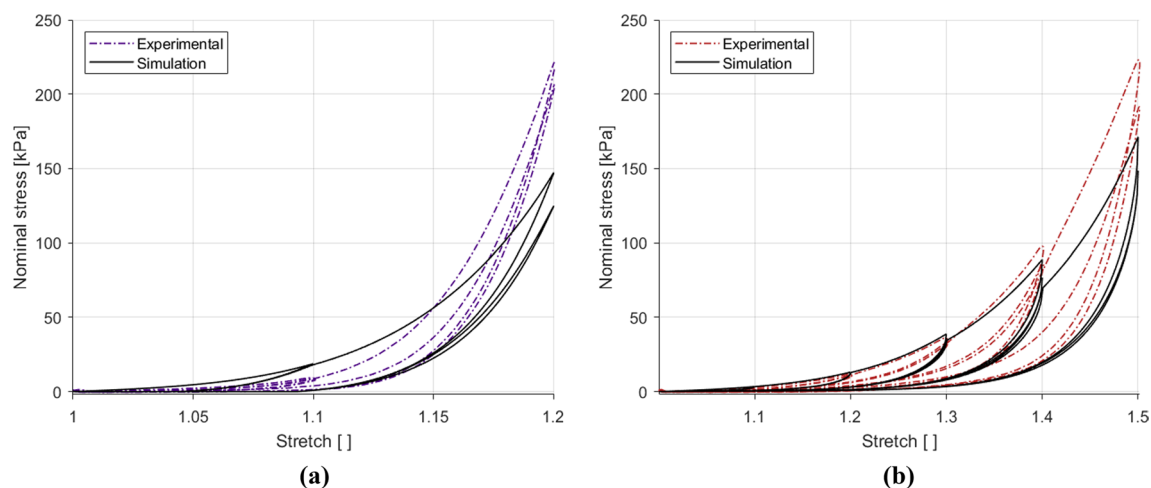 250
200
150
100
50
0
Nominal stress [kPa]
Experimental
Simulation
1
1.05
1.1
1.15
1.2
Stretch [ ]
(a)
250
200
150
100
50
0
Nominal stress [kPa]
Experimental
Simulation
1.1
1.2
1.3
1.4
1.5
Stretch [ ]
(b)